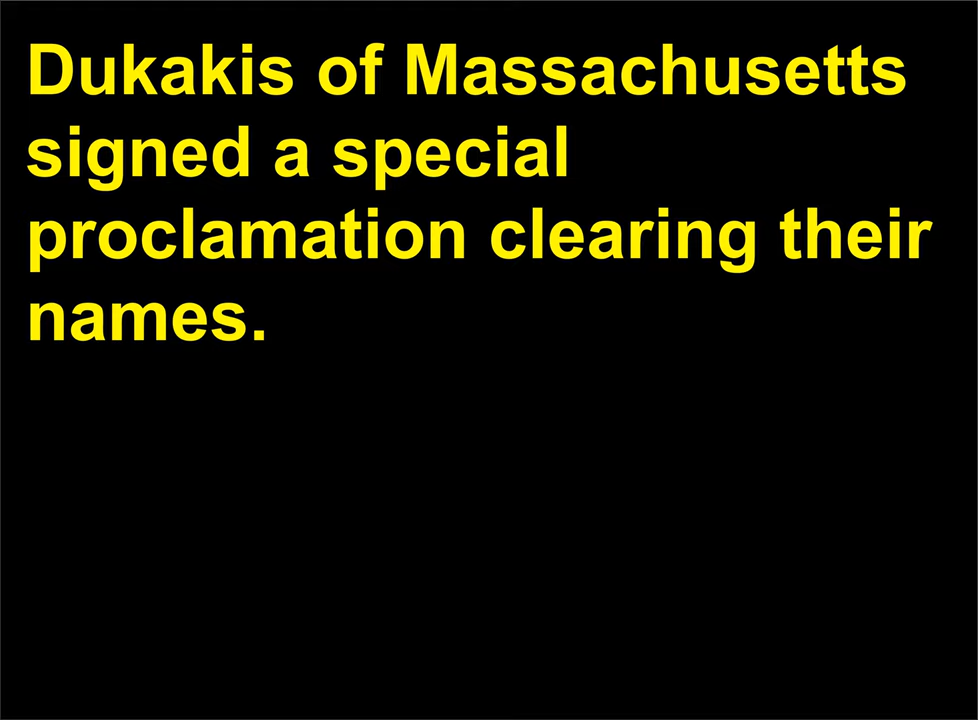 Dukakis of Massachusetts
signed a special
proclamation clearing their
names.